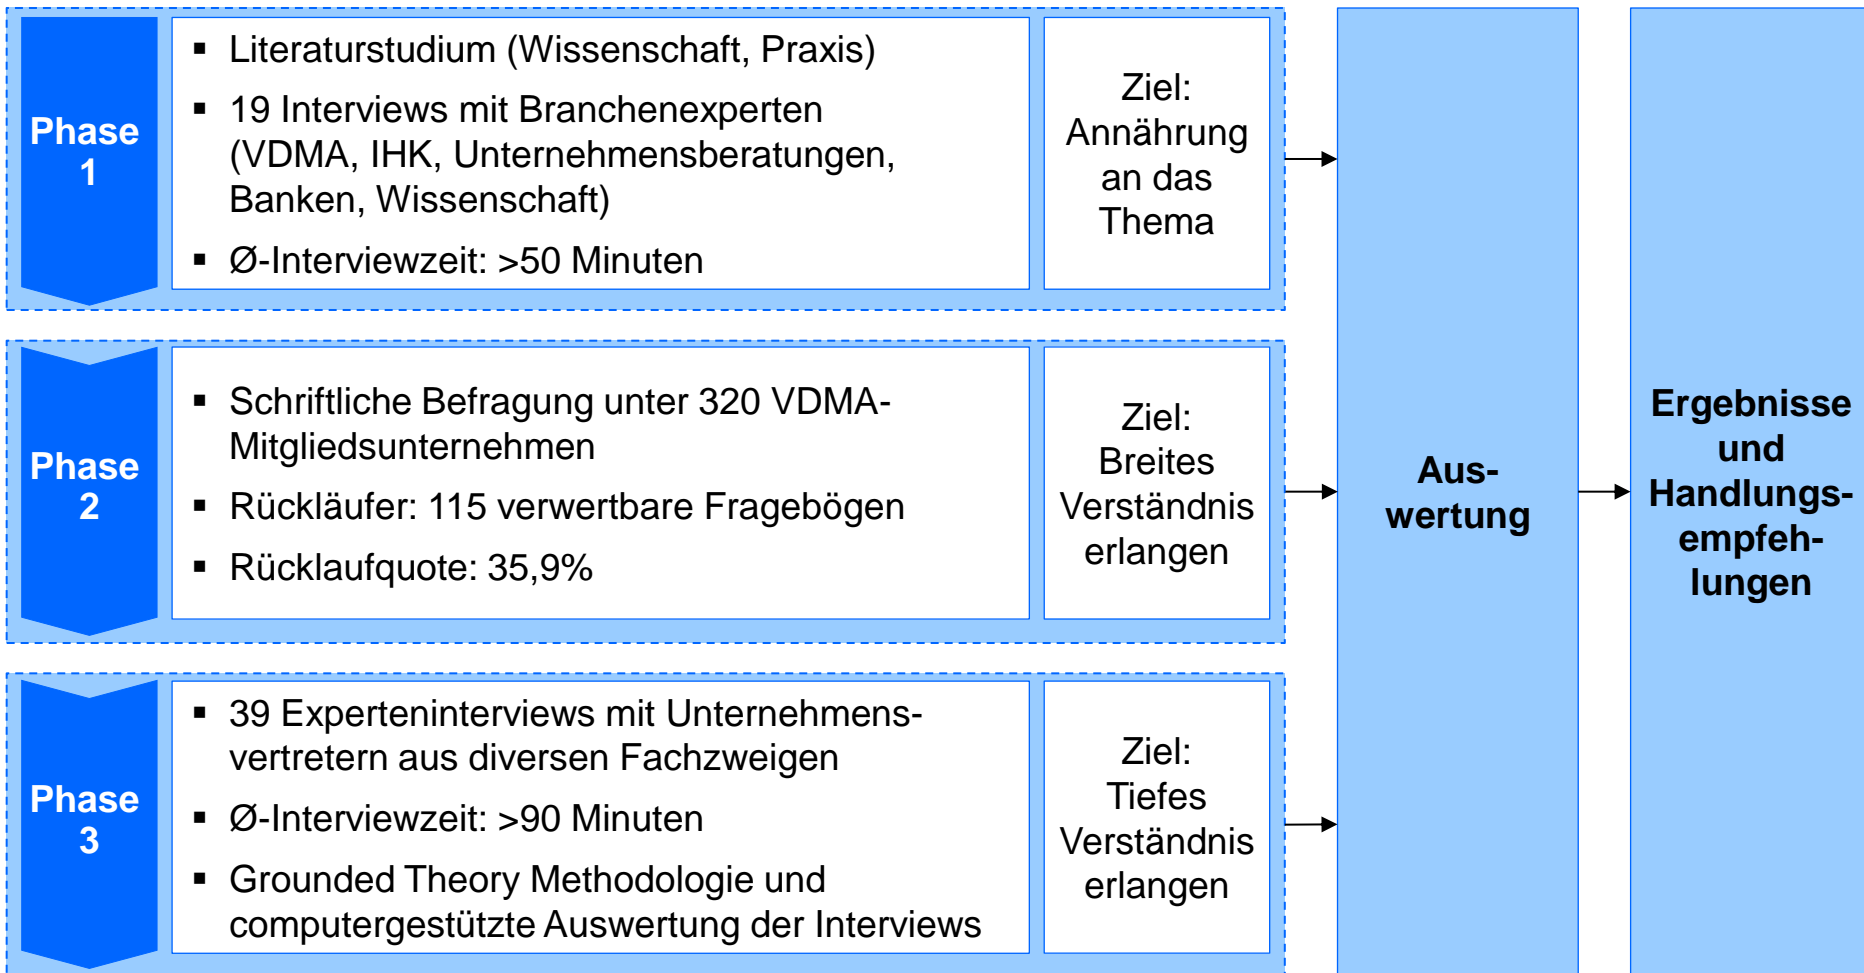 Phase
1
▪ Literaturstudium (Wissenschaft, Praxis)
▪ 19 Interviews mit Branchenexperten
(VDMA, IHK, Unternehmensberatungen,
Banken, Wissenschaft)
▪ Ø-Interviewzeit: >50 Minuten
Ziel:
Annährung
an das
Thema
Phase
2
▪ Schriftliche Befragung unter 320 VDMA-
Mitgliedsunternehmen
▪ Rückläufer: 115 verwertbare Fragebögen
▪ Rücklaufquote: 35,9%
Ziel:
Breites
Verständnis
erlangen
Phase
3
▪ 39 Experteninterviews mit Unternehmens-
vertretern aus diversen Fachzweigen
▪ Ø-Interviewzeit: >90 Minuten
▪ Grounded Theory Methodologie und
computergestützte Auswertung der Interviews
Ziel:
Tiefes
Verständnis
erlangen
Aus-
wertung
Ergebnisse
und
Handlungs-
empfeh-
lungen